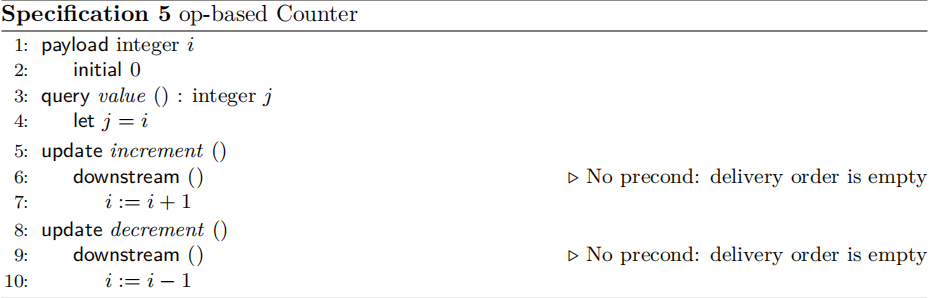 Specification 5 op-based Counter
1: payload integer i
2: initial 0
3: query value () : integer j
4: let j = i
5: update increment ()
6: downstream () ▷ No precond: delivery order is empty
7: i := i + 1
8: update decrement ()
9: downstream () ▷ No precond: delivery order is empty
10: i := i − 1